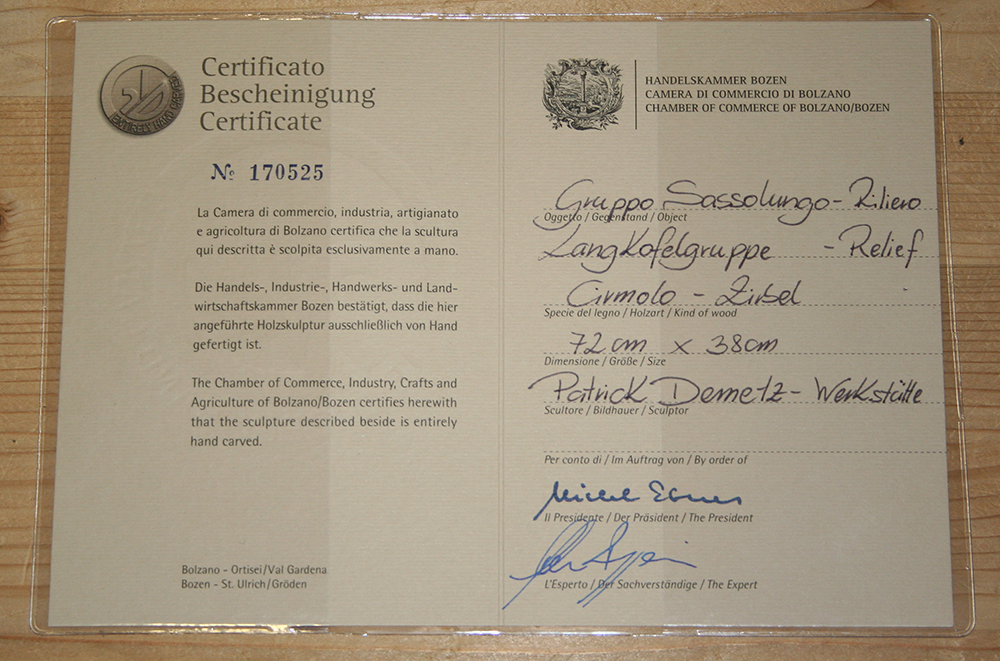 ENTIRELY HAND CARVED
Certificato
Bescheinigung
Certificate
№ 170525
La Camera di commercio, industria, artigianato
e agricoltura di Bolzano certifica che la scultura
qui descritta è scolpita esclusivamente a mano.
Die Handels-, Industrie-, Handwerks- und Land-
wirtschaftskammer Bozen bestätigt, dass die hier
angeführte Holzskulptur ausschließlich von Hand
gefertigt ist.
The Chamber of Commerce, Industry, Crafts and
Agriculture of Bolzano/Bozen certifies herewith
that the sculpture described beside is entirely
hand carved.
Bolzano - Ortisei/Val Gardena
Bozen - St. Ulrich/Gröden
HANDELSKAMMER BOZEN
CAMERA DI COMMERCIO DI BOLZANO
CHAMBER OF COMMERCE OF BOLZANO/BOZEN
Gruppo Sassolungo - Rilievo
Oggetto / Gegenstand / Object
Langkofelgruppe - Relief
Cirmolo - Zirbel
Specie del legno / Holzart / Kind of wood
72 cm x 38 cm
Dimensione / Größe / Size
Patrick Demetz - Werkstätte
Scultore / Bildhauer / Sculptor
Per conto di / Im Auftrag von / By order of
Il Presidente / Der Präsident / The President
L'Esperto / Der Sachverständige / The Expert